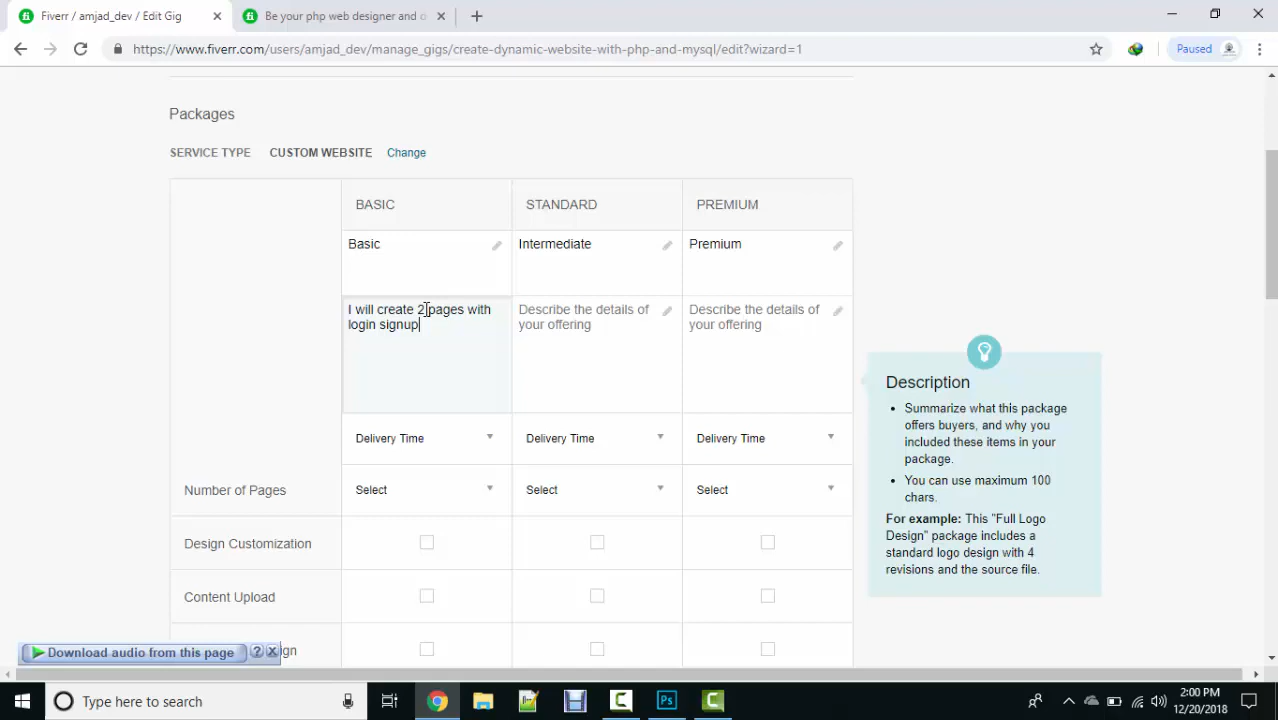 Fiverr / amjad_dev / Edit Gig
Be your php web designer and o
https://www.fiverr.com/users/amjad_dev/manage_gigs/create-dynamic-website-with-php-and-mysql/edit?wizard=1
Paused
Packages
SERVICE TYPE CUSTOM WEBSITE Change
BASIC STANDARD PREMIUM
Basic Intermediate Premium
I will create 2 pages with
login signup
Describe the details of
your offering
Describe the details of
your offering
Delivery Time Delivery Time Delivery Time
Number of Pages Select Select Select
Design Customization
Content Upload
ign
Description
Summarize what this package
offers buyers, and why you
included these items in your
package.
You can use maximum 100
chars.
For example: This "Full Logo
Design" package includes a
standard logo design with 4
revisions and the source file.
Download audio from this page ?
Type here to search
Ps
2:00 PM
12/20/2018